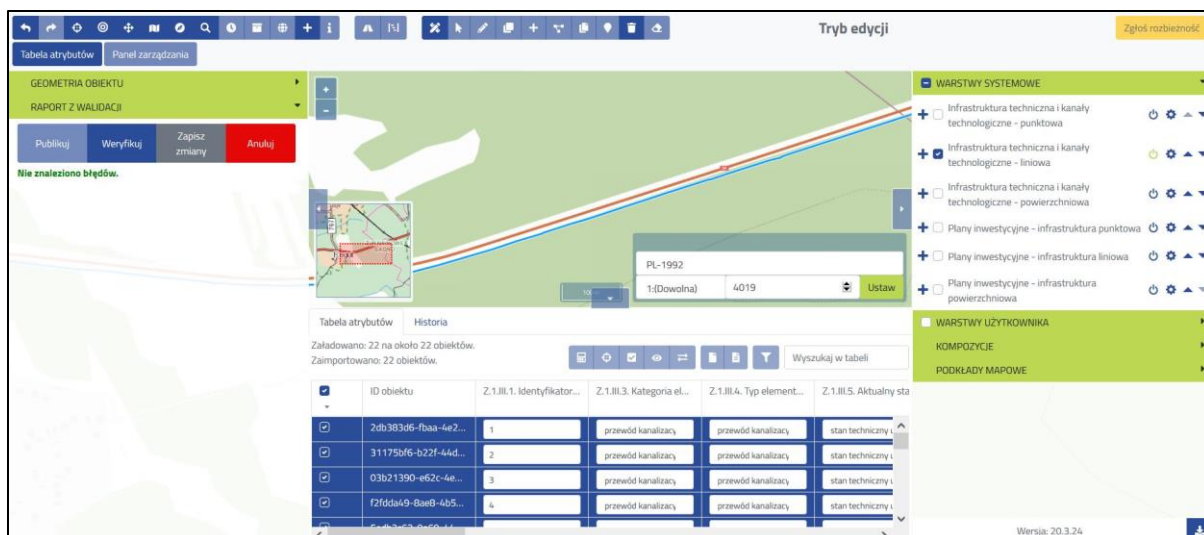 Tryb edycji
Zgłoś rozbieżność
Tabela atrybutów
Panel zarządzania
GEOMETRIA OBIEKTU
RAPORT Z WALIDACJI
Publikuj
Weryfikuj
Zapisz
zmiany
Anuluj
Nie znaleziono błędów.
+
-
PL-1992
1:(Dowolna)
4019
Ustaw
Tabela atrybutów
Historia
Załadowano: 22 na około 22 obiektów.
Zaimportowano: 22 obiektów.
Wyszukaj w tabeli
ID obiektu
Z.1.III.1. Identyfikator...
Z.1.III.3. Kategoria el...
Z.1.III.4. Typ element...
Z.1.III.5. Aktualny sta
2db383d6-fbaa-4e2...
1
przewód kanalizacy
przewód kanalizacy
stan techniczny u
31175bf6-b22f-44d...
2
przewód kanalizacy
przewód kanalizacy
stan techniczny u
03b21390-e62c-4e...
3
przewód kanalizacy
przewód kanalizacy
stan techniczny u
f2fdda49-8ae8-4b5...
4
przewód kanalizacy
przewód kanalizacy
stan techniczny u
WARSTWY SYSTEMOWE
Infrastruktura techniczna i kanały
technologiczne - punktowa
Infrastruktura techniczna i kanały
technologiczne - liniowa
Infrastruktura techniczna i kanały
technologiczne - powierzchniowa
Plany inwestycyjne - infrastruktura punktowa
Plany inwestycyjne - infrastruktura liniowa
Plany inwestycyjne - infrastruktura
powierzchniowa
WARSTWY UŻYTKOWNIKA
KOMPOZYCJE
PODKŁADY MAPOWE
Wersja: 20.3.24